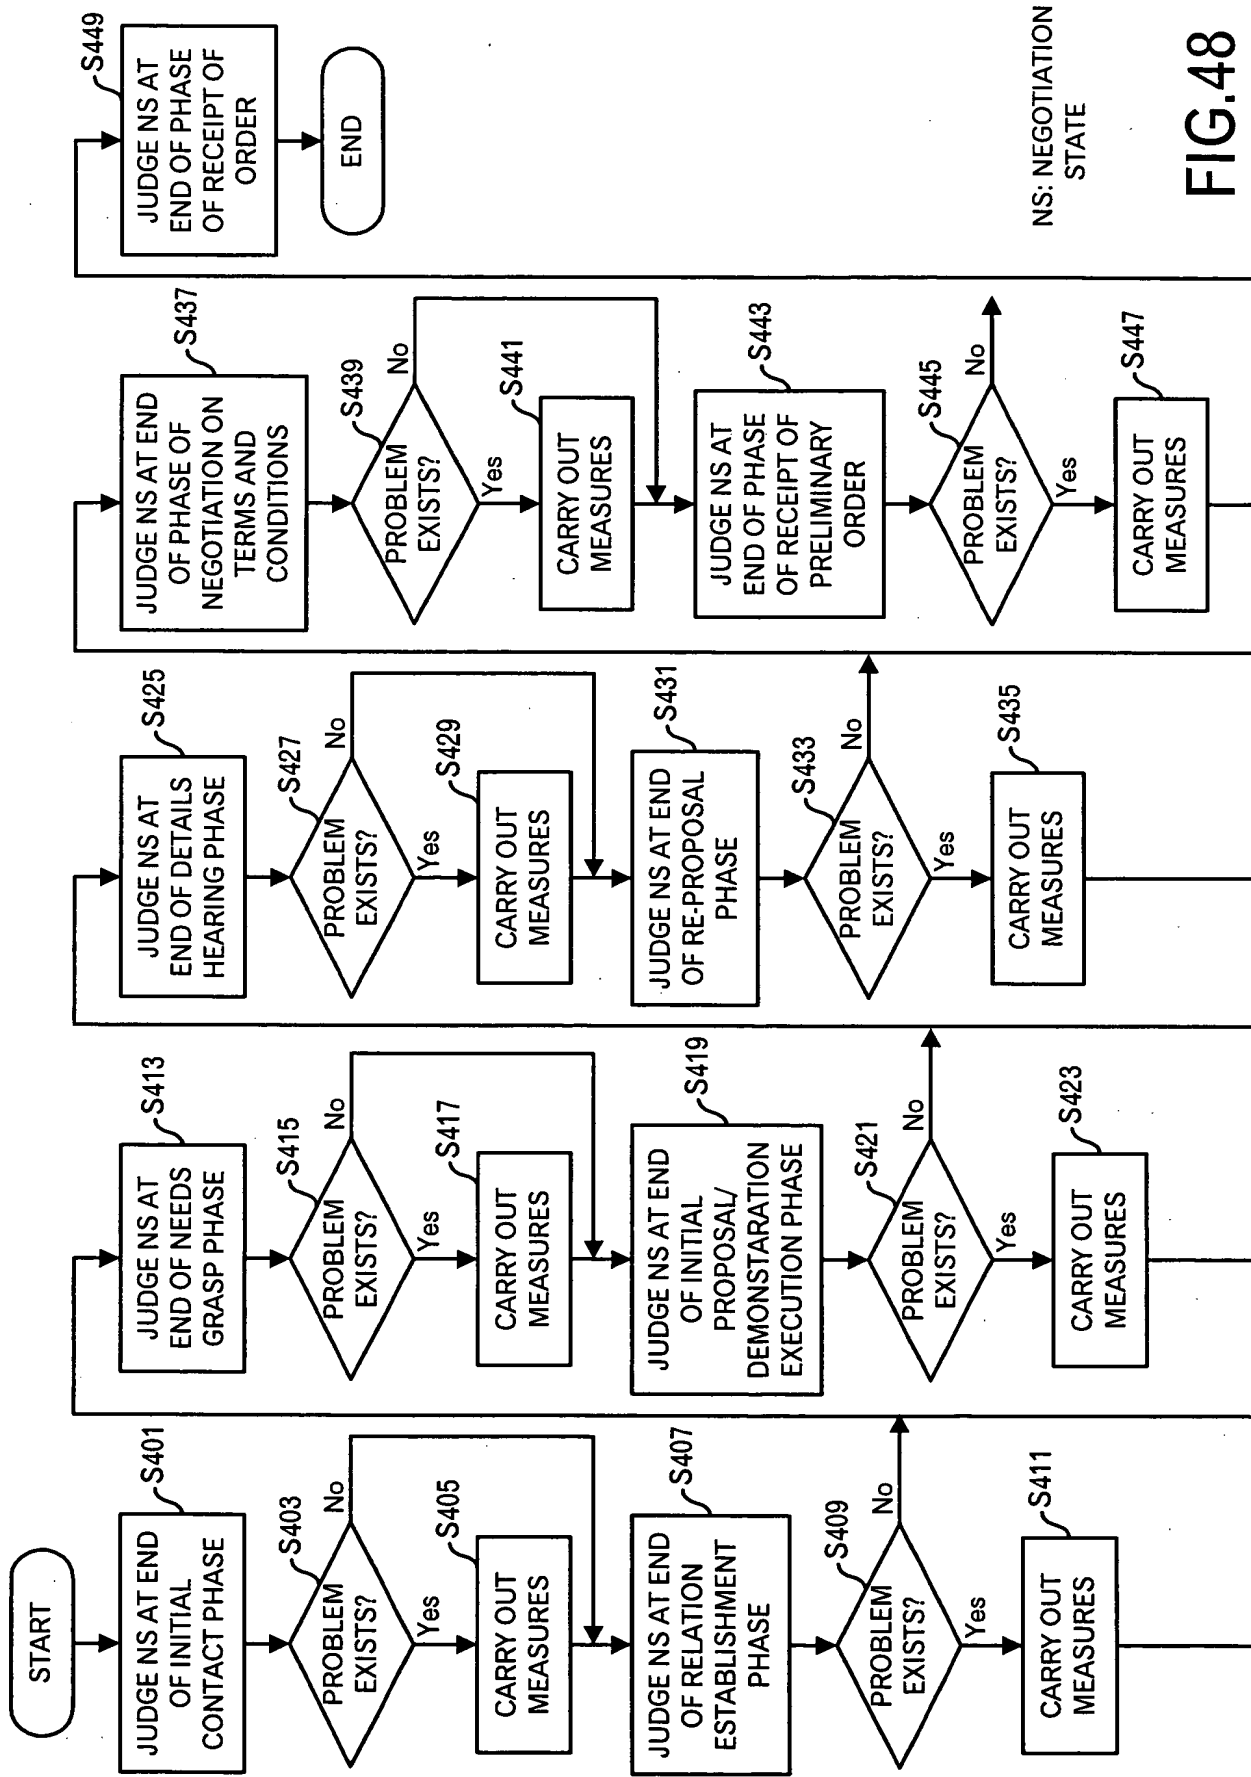 START
JUDGE NS AT END
OF INITIAL
CONTACT PHASE
S401
PROBLEM
EXISTS?
S403
No
Yes
CARRY OUT
MEASURES
S405
JUDGE NS AT END
OF RELATION
ESTABLISHMENT
PHASE
S407
PROBLEM
EXISTS?
S409
No
Yes
CARRY OUT
MEASURES
S411
JUDGE NS AT
END OF NEEDS
GRASP PHASE
S413
PROBLEM
EXISTS?
S415
No
Yes
CARRY OUT
MEASURES
S417
JUDGE NS AT END
OF INITIAL
PROPOSAL/
DEMONSTARATION
EXECUTION PHASE
S419
PROBLEM
EXISTS?
S421
No
Yes
CARRY OUT
MEASURES
S423
JUDGE NS AT
END OF DETAILS
HEARING PHASE
S425
PROBLEM
EXISTS?
S427
No
Yes
CARRY OUT
MEASURES
S429
JUDGE NS AT END
OF RE-PROPOSAL
PHASE
S431
PROBLEM
EXISTS?
S433
No
Yes
CARRY OUT
MEASURES
S435
JUDGE NS AT END
OF PHASE OF
NEGOTIATION ON
TERMS AND
CONDITIONS
S437
PROBLEM
EXISTS?
S439
No
Yes
CARRY OUT
MEASURES
S441
JUDGE NS AT
END OF PHASE
OF RECEIPT OF
PRELIMINARY
ORDER
S443
PROBLEM
EXISTS?
S445
No
Yes
CARRY OUT
MEASURES
S447
JUDGE NS AT
END OF PHASE
OF RECEIPT OF
ORDER
S449
END
NS: NEGOTIATION
STATE
FIG.48